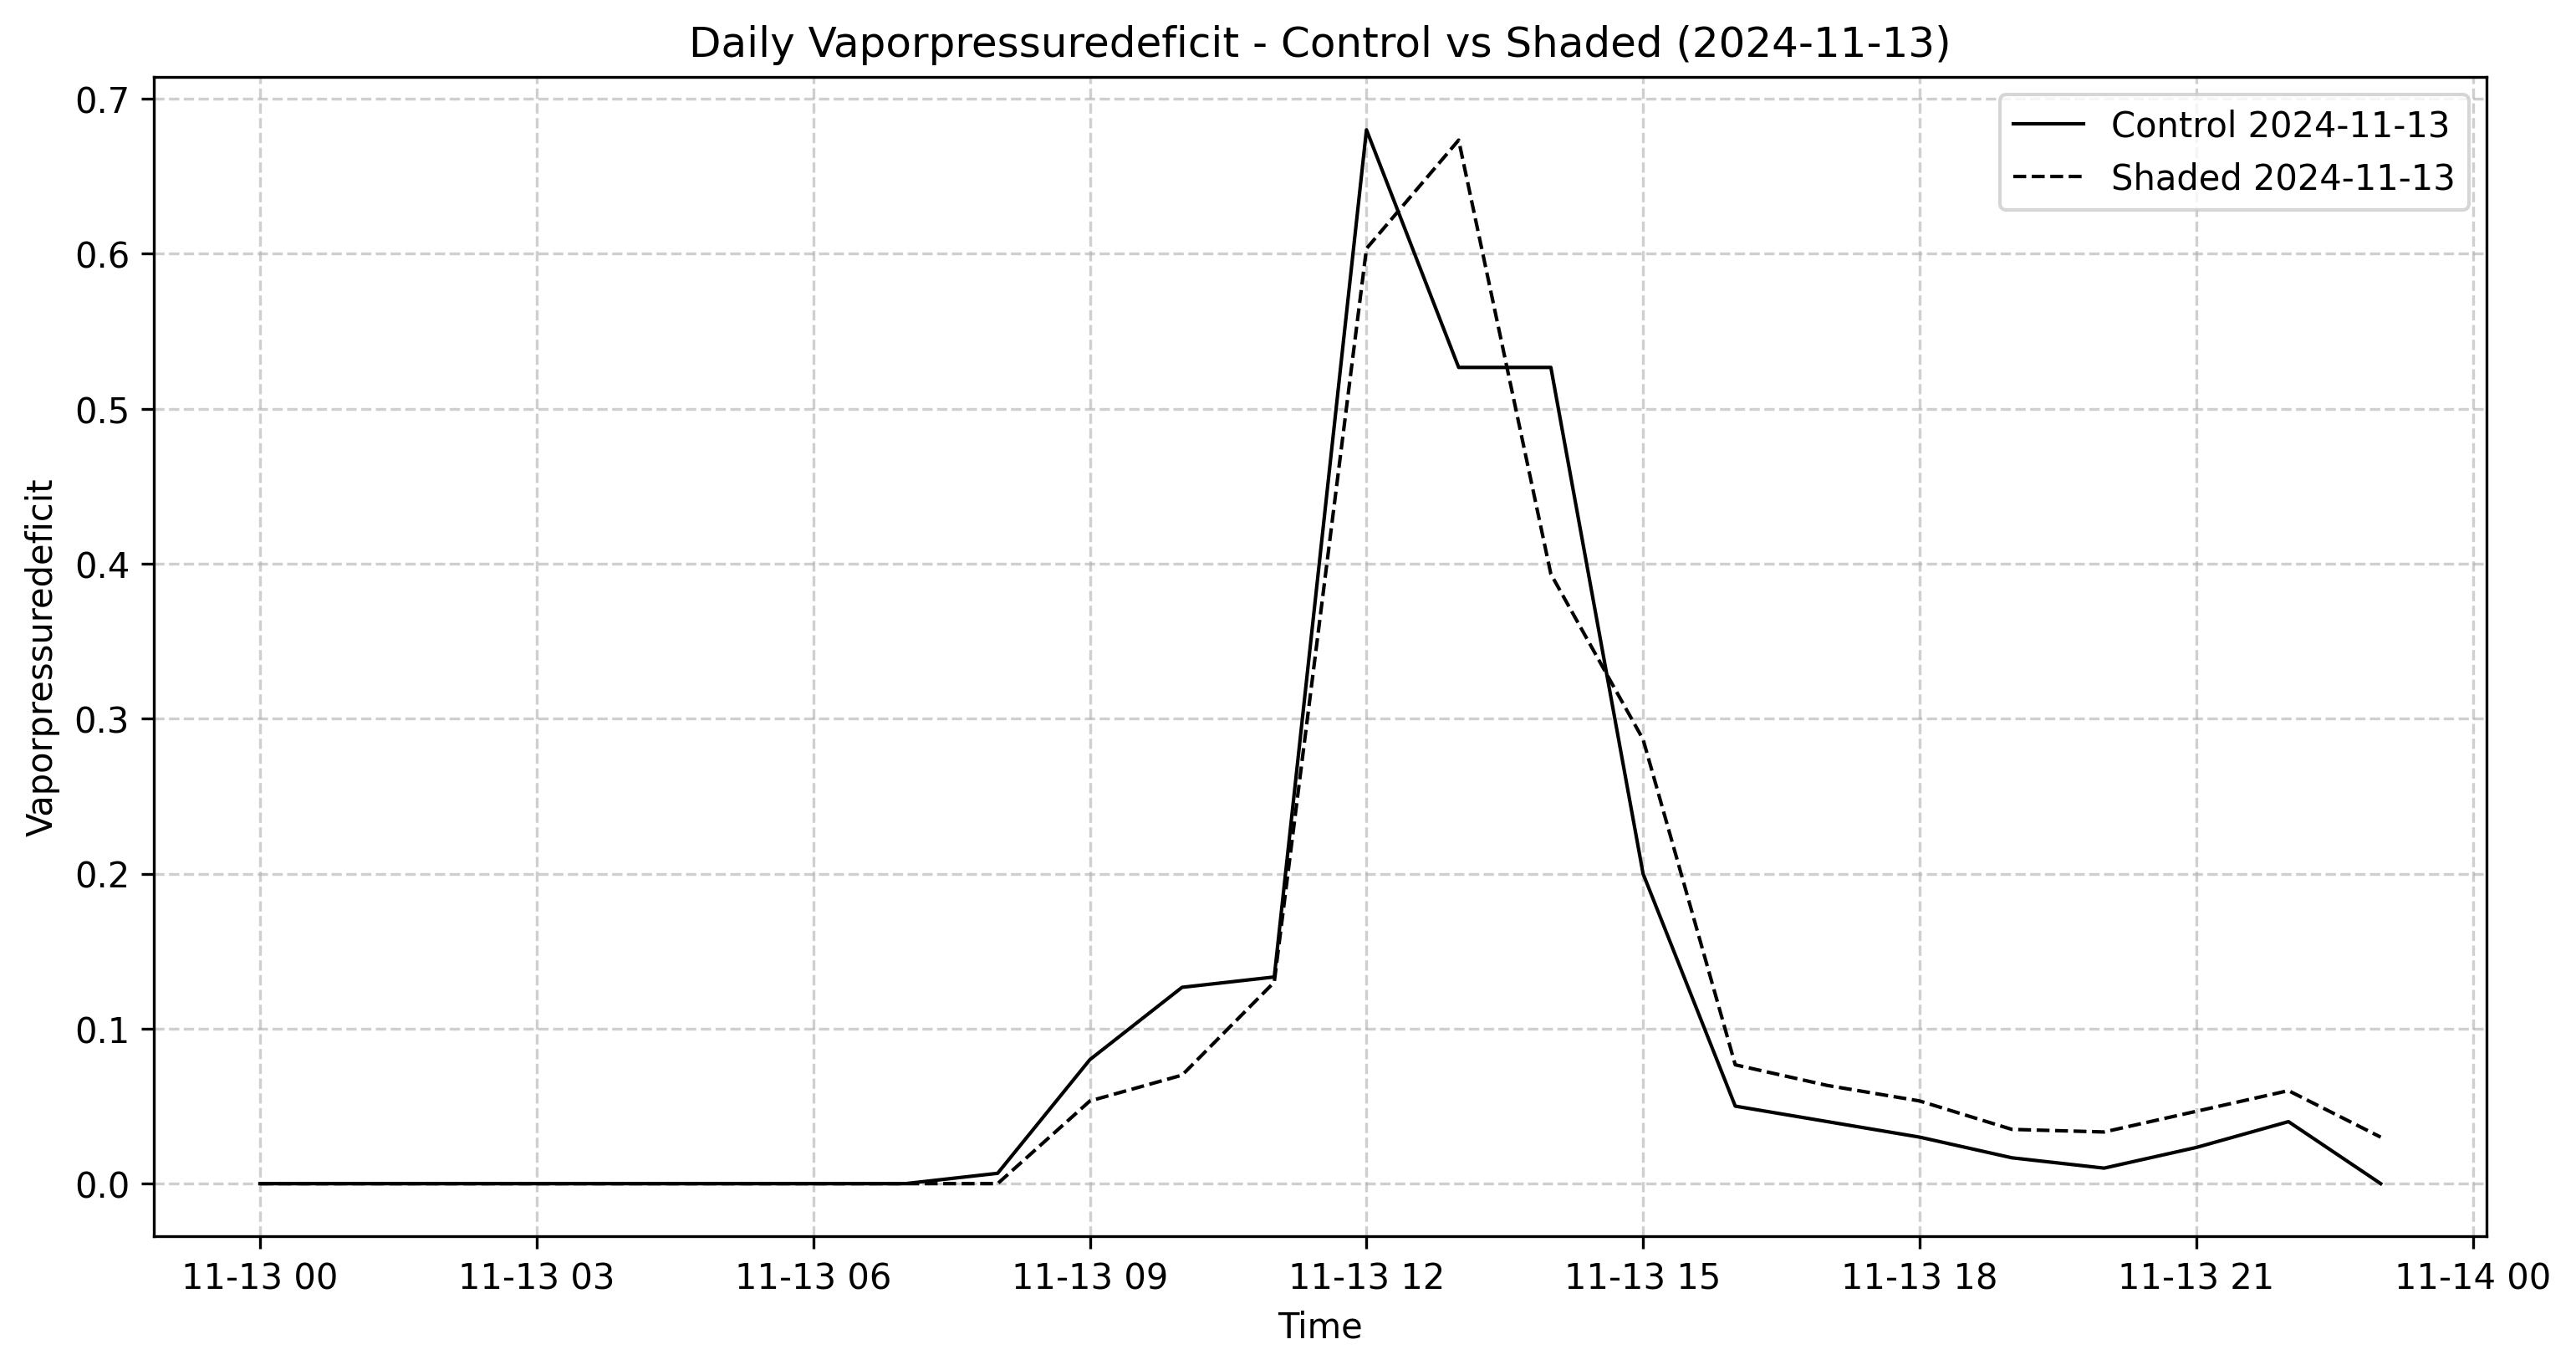 Daily Vaporpressuredeficit - Control vs Shaded (2024-11-13)
Control 2024-11-13
Shaded 2024-11-13
Vaporpressuredeficit
0.7
0.6
0.5
0.4
0.3
0.2
0.1
0.0
11-13 00 11-13 03 11-13 06 11-13 09 11-13 12 11-13 15 11-13 18 11-13 21 11-14 00
Time